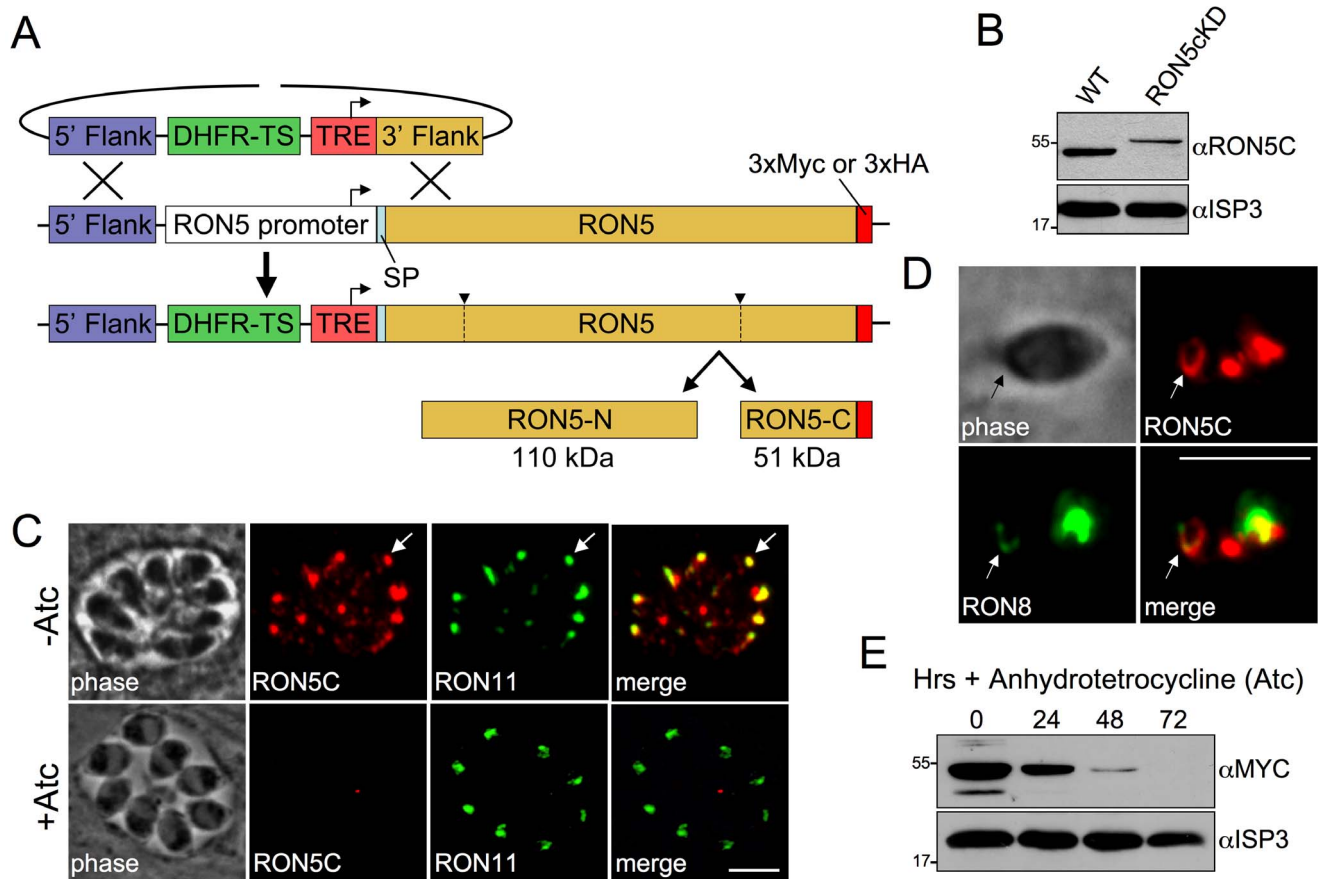 A
5' Flank DHFR-TS TRE 3' Flank
3xMyc or 3xHA
5' Flank RON5 promoter RON5
SP
5' Flank DHFR-TS TRE RON5
RON5-N RON5-C
110 kDa 51 kDa
B
WT RON5cKD
55 αRON5C
αISP3
17
C
-Atc
phase RON5C RON11 merge
+Atc
phase RON5C RON11 merge
D
phase RON5C
RON8 merge
E
Hrs + Anhydrotetrocycline (Atc)
0 24 48 72
55 αMYC
αISP3
17